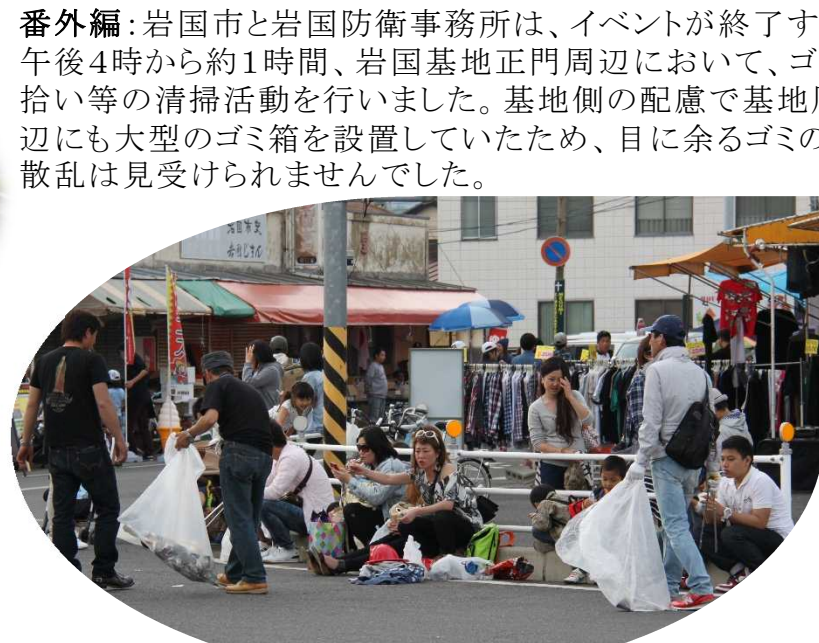 番外編：岩国市と岩国防衛事務所は、イベントが終了す
午後４時から約１時間、岩国基地正門周辺において、ゴ
拾い等の清掃活動を行いました。基地側の配慮で基地周
辺にも大型のゴミ箱を設置していたため、目に余るゴミの
散乱は見受けられませんでした。